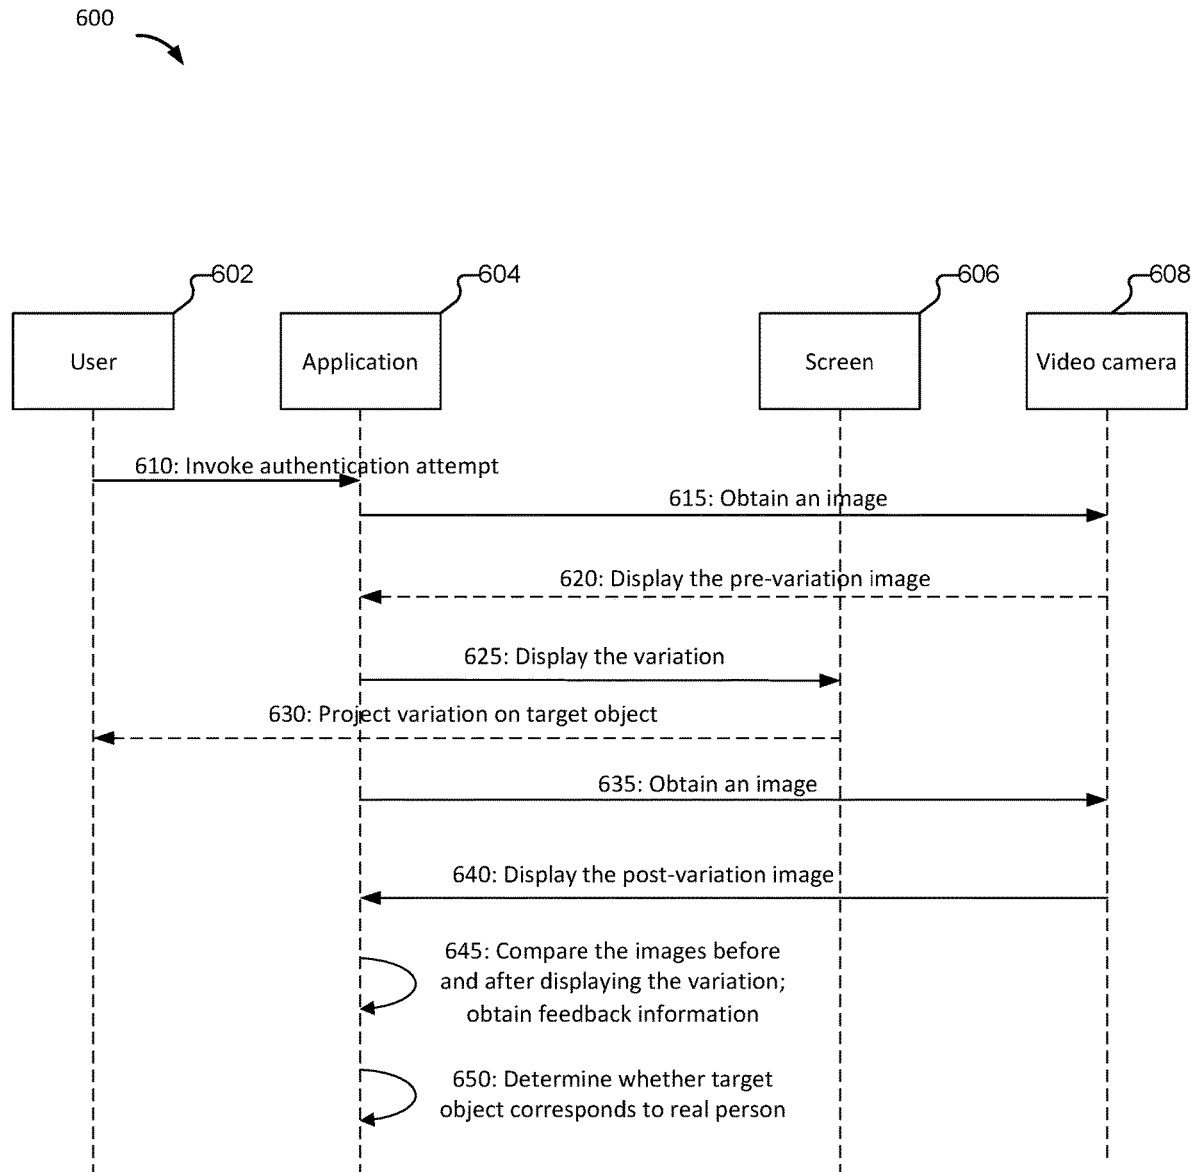 600
602
604
606
608
User
Application
Screen
Video camera
610: Invoke authentication attempt
615: Obtain an image
620: Display the pre-variation image
625: Display the variation
630: Project variation on target object
635: Obtain an image
640: Display the post-variation image
645: Compare the images before
and after displaying the variation;
obtain feedback information
650: Determine whether target
object corresponds to real person